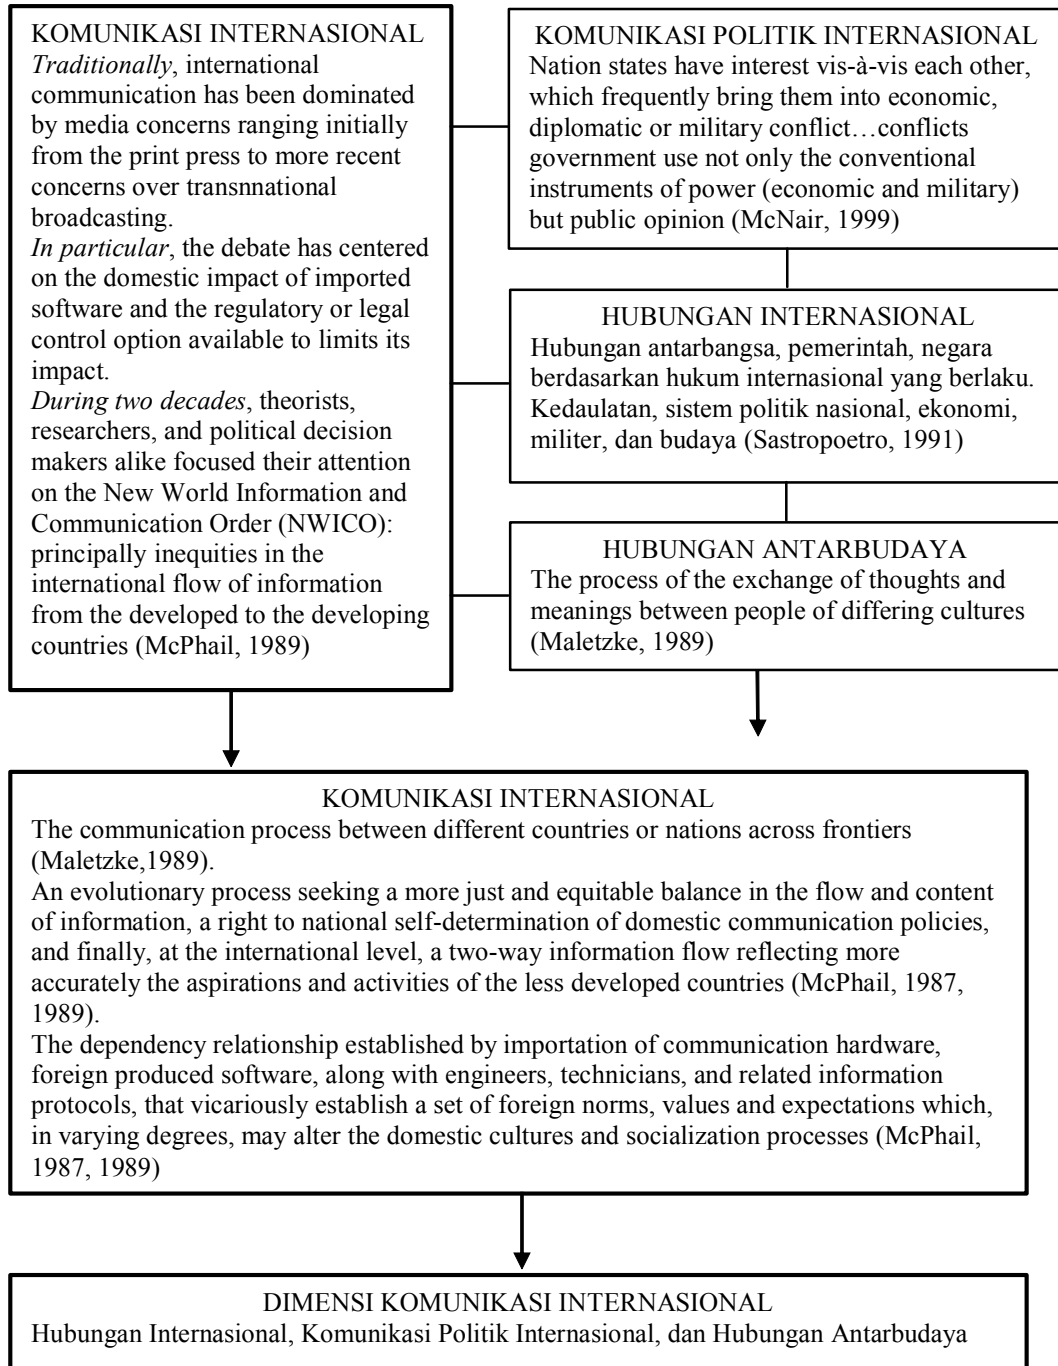 KOMUNIKASI INTERNASIONAL
Traditionally, international
communication has been dominated
by media concerns ranging initially
from the print press to more recent
concerns over transnnational
broadcasting.
In particular, the debate has centered
on the domestic impact of imported
software and the regulatory or legal
control option available to limits its
impact.
During two decades, theorists,
researchers, and political decision
makers alike focused their attention
on the New World Information and
Communication Order (NWICO):
principally inequities in the
international flow of information
from the developed to the developing
countries (McPhail, 1989)
KOMUNIKASI POLITIK INTERNASIONAL
Nation states have interest vis-à-vis each other,
which frequently bring them into economic,
diplomatic or military conflict…conflicts
government use not only the conventional
instruments of power (economic and military)
but public opinion (McNair, 1999)
HUBUNGAN INTERNASIONAL
Hubungan antarbangsa, pemerintah, negara
berdasarkan hukum internasional yang berlaku.
Kedaulatan, sistem politik nasional, ekonomi,
militer, dan budaya (Sastropoetro, 1991)
HUBUNGAN ANTARBUDAYA
The process of the exchange of thoughts and
meanings between people of differing cultures
(Maletzke, 1989)
KOMUNIKASI INTERNASIONAL
The communication process between different countries or nations across frontiers
(Maletzke,1989).
An evolutionary process seeking a more just and equitable balance in the flow and content
of information, a right to national self-determination of domestic communication policies,
and finally, at the international level, a two-way information flow reflecting more
accurately the aspirations and activities of the less developed countries (McPhail, 1987,
1989).
The dependency relationship established by importation of communication hardware,
foreign produced software, along with engineers, technicians, and related information
protocols, that vicariously establish a set of foreign norms, values and expectations which,
in varying degrees, may alter the domestic cultures and socialization processes (McPhail,
1987, 1989)
DIMENSI KOMUNIKASI INTERNASIONAL
Hubungan Internasional, Komunikasi Politik Internasional, dan Hubungan Antarbudaya